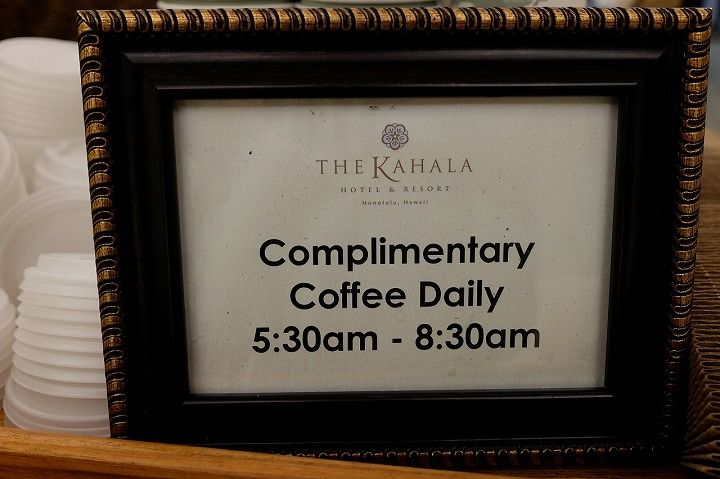 THE KAHALA
HOTEL & RESORT
Honolulu, Hawaii
Complimentary
Coffee Daily
5:30am - 8:30am